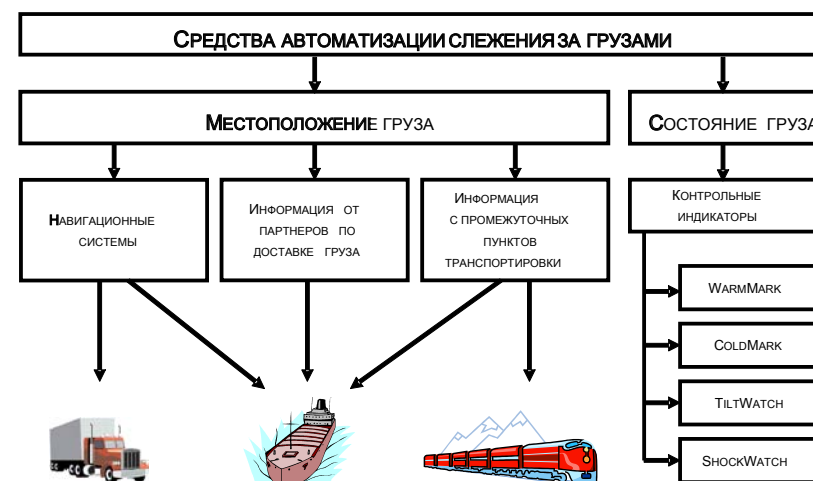 СРЕДСТВА АВТОМАТИЗАЦИИ СЛЕЖЕНИЯ ЗА ГРУЗАМИ
МЕСТОПОЛОЖЕНИЕ ГРУЗА
СОСТОЯНИЕ ГРУЗА
НАВИГАЦИОННЫЕ
СИСТЕМЫ
ИНФОРМАЦИЯ ОТ
ПАРТНЕРОВ ПО
ДОСТАВКЕ ГРУЗА
ИНФОРМАЦИЯ
С ПРОМЕЖУТОЧНЫХ
ПУНКТОВ
ТРАНСПОРТИРОВКИ
КОНТРОЛЬНЫЕ
ИНДИКАТОРЫ
WARMMARK
COLDMARK
TILTWATCH
SHOCKWATCH